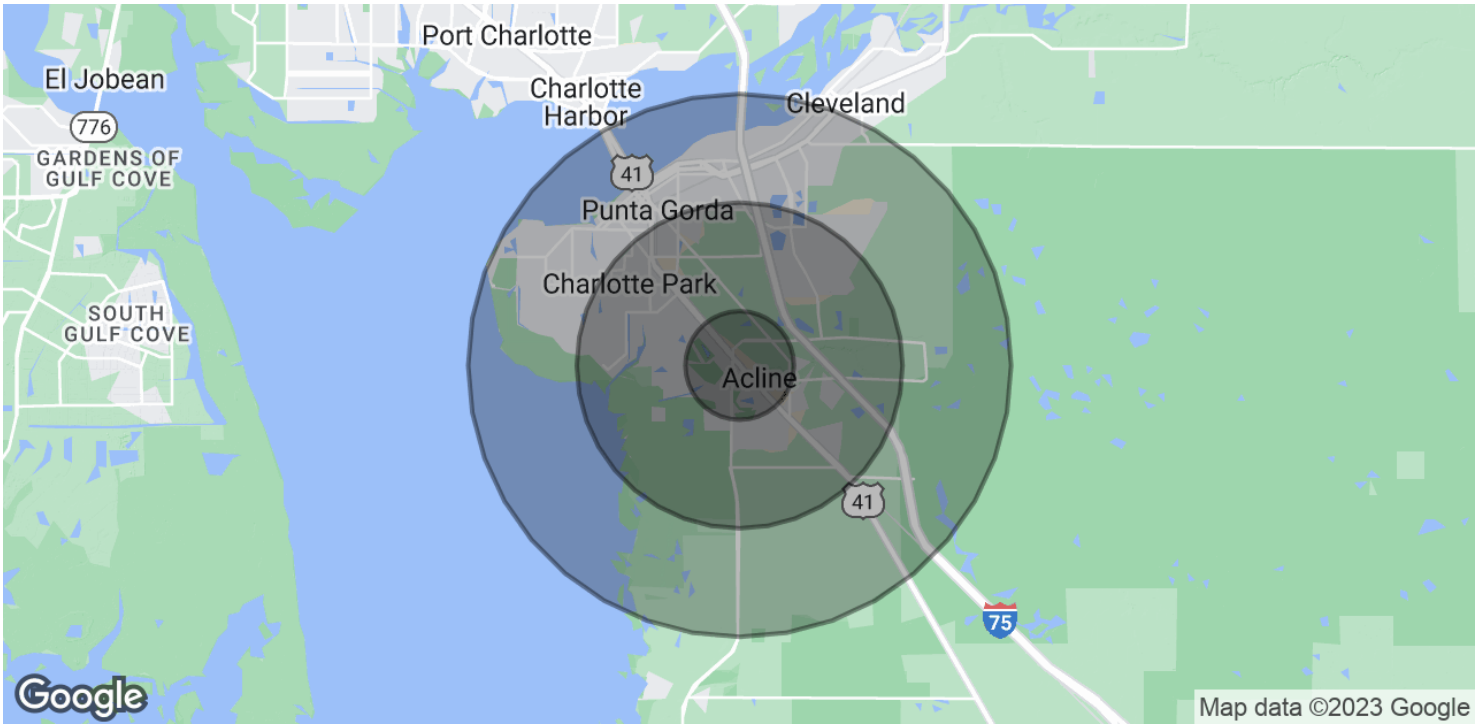 Port Charlotte
El Jobean
Charlotte
Harbor
Cleveland
776
GARDENS OF
GULF COVE
41
Punta Gorda
Charlotte Park
SOUTH
GULF COVE
Acline
41
75
Google
Map data ©2023 Google